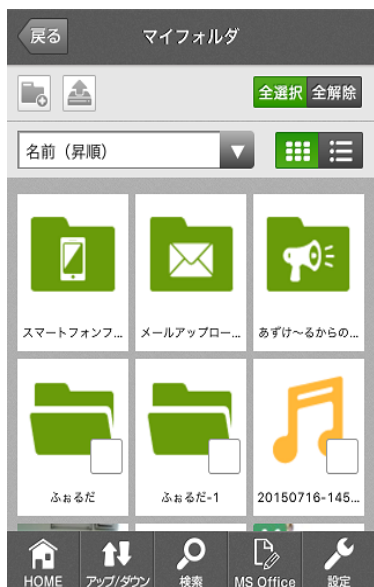 戻る
マイフォルダ
全選択 全解除
名前（昇順）
スマートフォンフ...
メールアップロー...
あずけ～るからの...
ふぉるだ
ふぉるだ-1
20150716-145...
HOME
アップ/ダウン
検索
MS Office
設定